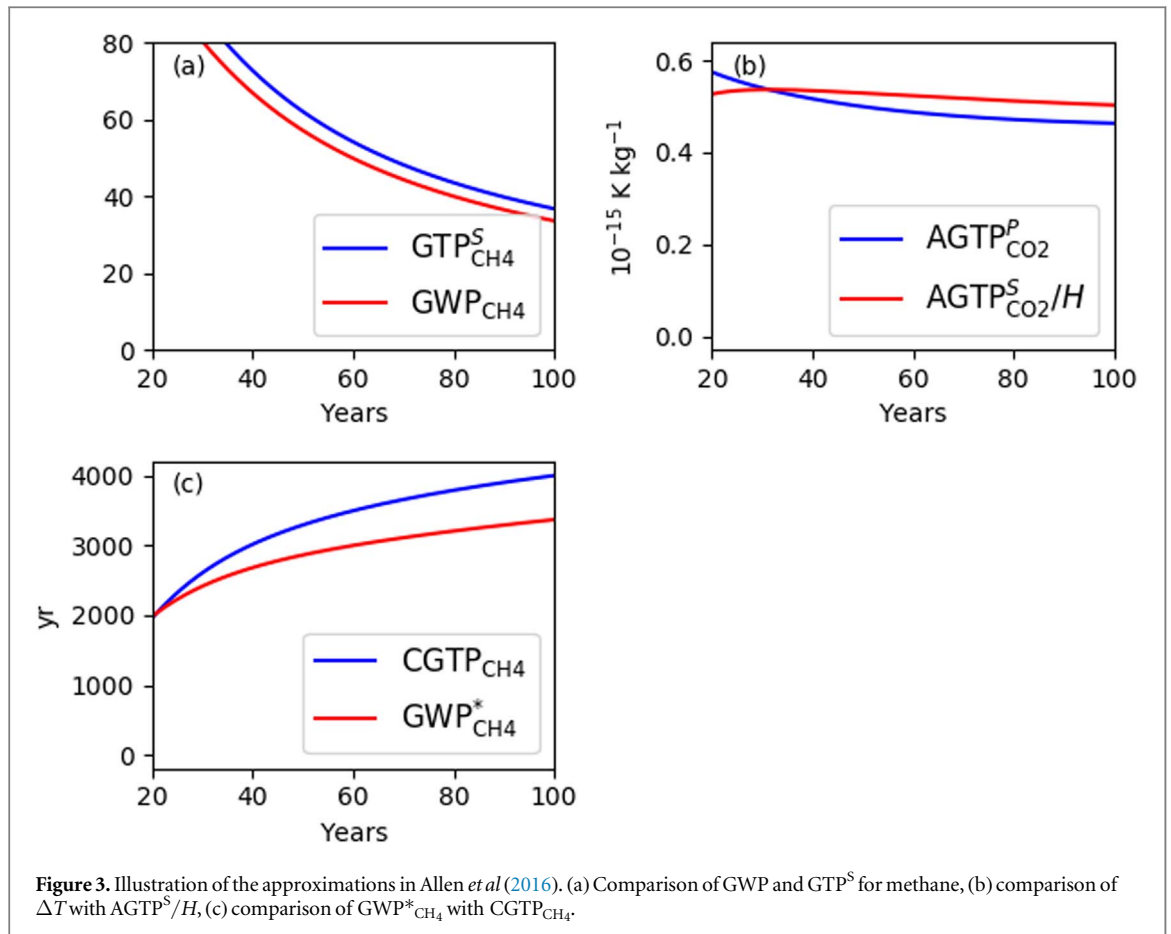 (a)
80
60
40
20
0
GTP^S_CH4
GWP_CH4
20 40 60 80 100
Years
(b)
10^−15 K kg^−1
0.6
0.4
0.2
0.0
AGTP^P_CO2
AGTP^S_CO2/H
20 40 60 80 100
Years
(c)
yr
4000
3000
2000
1000
0
CGTP_CH4
GWP^*_CH4
20 40 60 80 100
Years
Figure 3. Illustration of the approximations in Allen et al (2016). (a) Comparison of GWP and GTP^S for methane, (b) comparison of
ΔT with AGTP^S/H, (c) comparison of GWP*_CH4 with CGTP_CH4.